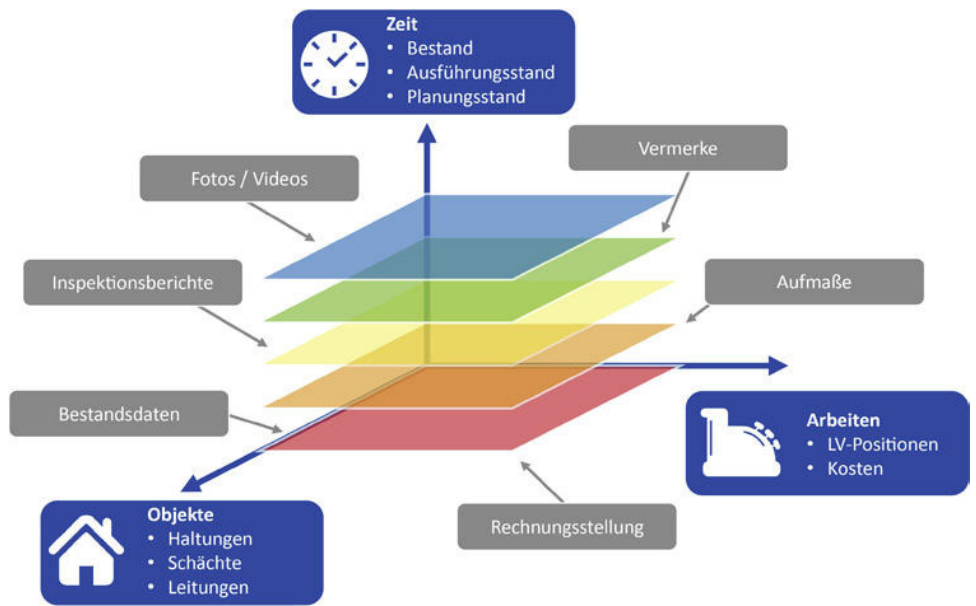 Zeit
• Bestand
• Ausführungsstand
• Planungsstand
Vermerke
Fotos / Videos
Inspektionsberichte
Aufmaße
Bestandsdaten
Arbeiten
• LV-Positionen
• Kosten
Rechnungsstellung
Objekte
• Haltungen
• Schächte
• Leitungen